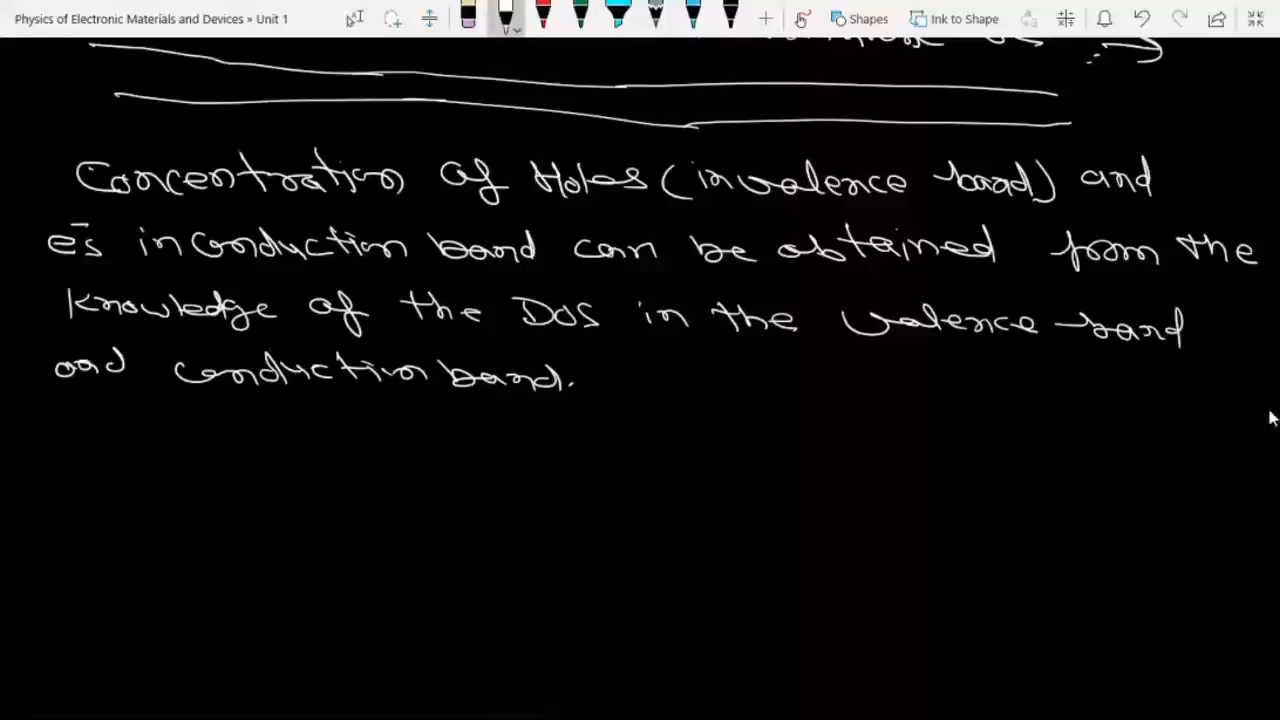 Physics of Electronic Materials and Devices » Unit 1
Shapes
Ink to Shape
Concentration of Holes (in valence band) and
e⁻s in conduction band can be obtained from the
knowledge of the DOS in the valence band
and conduction band.